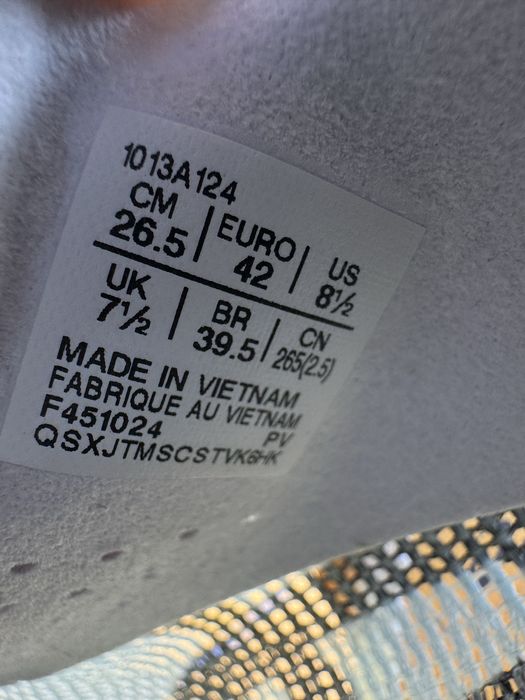 1013A124
CM | EURO | US
26.5 | 42 | 8½
UK | BR | CN
7½ | 39.5 | 265(2.5)
MADE IN VIETNAM
FABRIQUE AU VIETNAM
F451024 PV
QSXJTMSCSTVK6HK